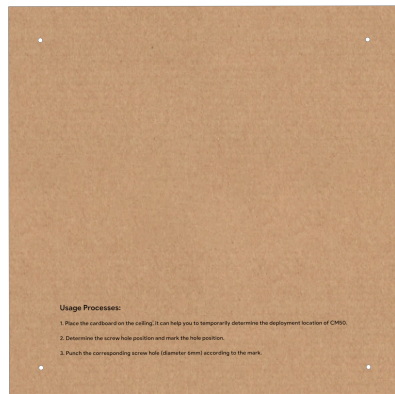 Usage Processes:
1. Place the cardboard on the ceiling, it can help you to temporarily determine the deployment location of CM50.
2. Determine the screw hole position and mark the hole position.
3. Punch the corresponding screw hole (diameter 6mm) according to the mark.